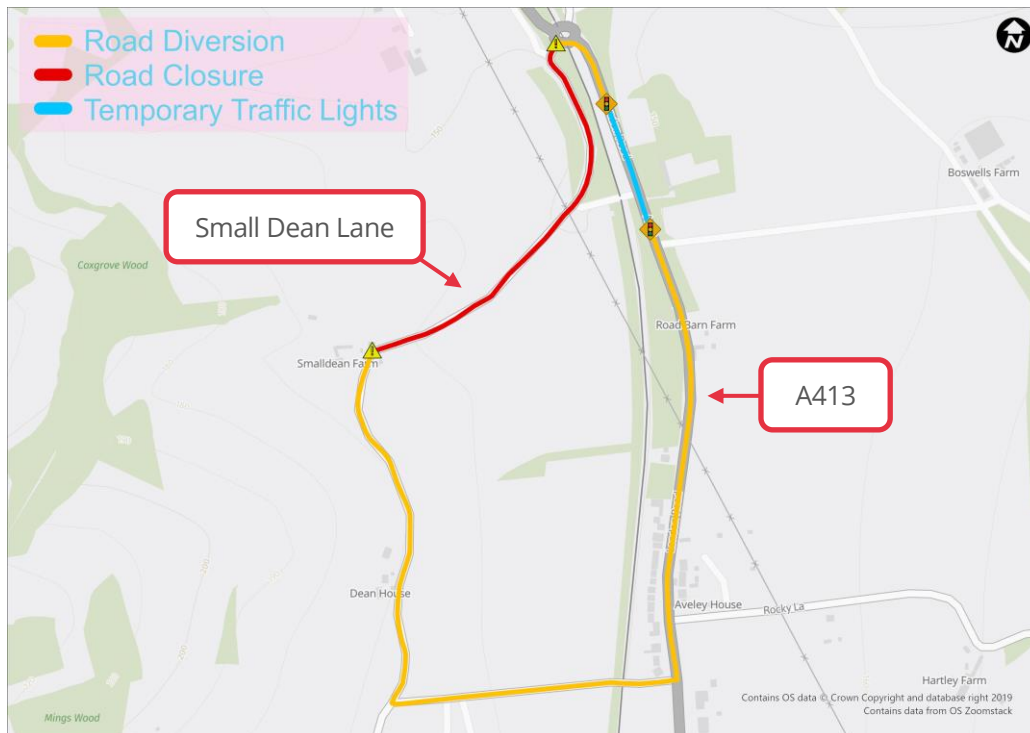 Road Diversion
Road Closure
Temporary Traffic Lights
N
Boswells Farm
Small Dean Lane
Coxgrove Wood
Road Barn Farm
Smalldean Farm
A413
Dean House
Aveley House
Rocky La
200
Hartley Farm
Contains OS data © Crown Copyright and database right 2019
Contains data from OS Zoomstack
Mings Wood